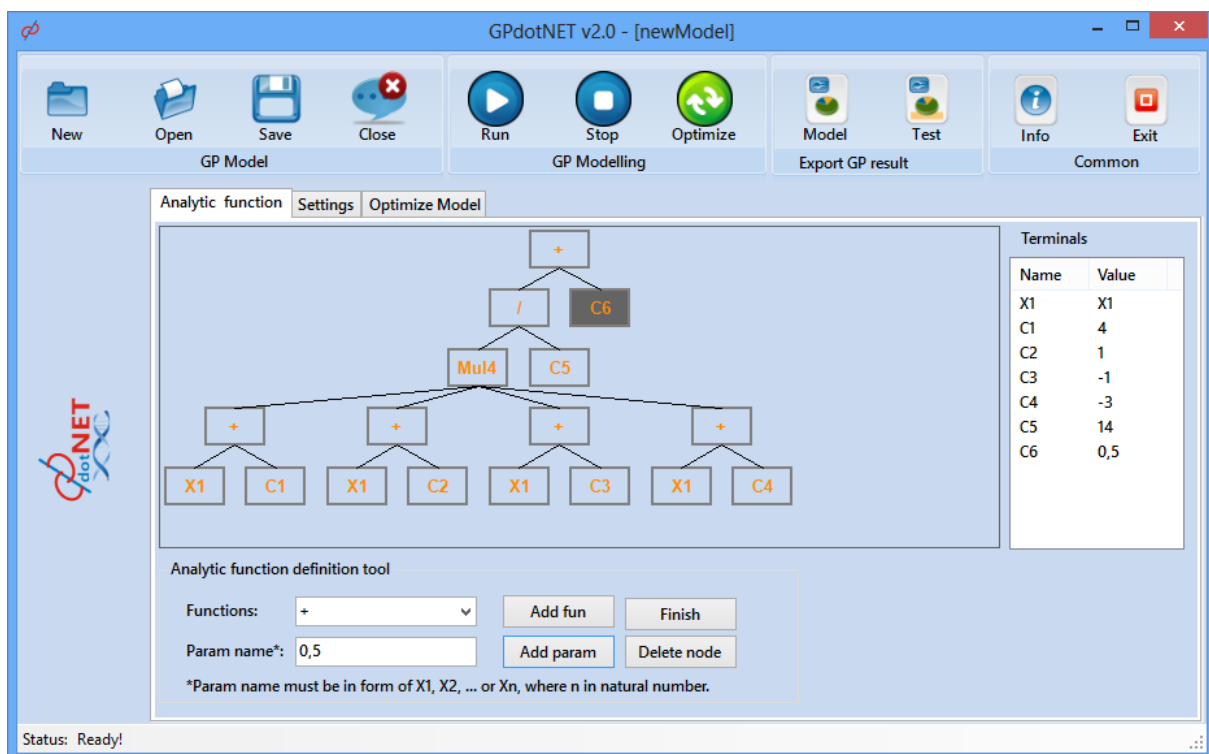 GPdotNET v2.0 - [newModel]
New Open Save Close Run Stop Optimize Model Test Info Exit
GP Model GP Modelling Export GP result Common
Analytic function Settings Optimize Model
+
/ C6
Mul4 C5
+ + + +
X1 C1 X1 C2 X1 C3 X1 C4
Terminals
Name Value
X1 X1
C1 4
C2 1
C3 -1
C4 -3
C5 14
C6 0,5
GPdotNET
Analytic function definition tool
Functions: + Add fun Finish
Param name*: 0,5 Add param Delete node
*Param name must be in form of X1, X2, ... or Xn, where n in natural number.
Status: Ready!